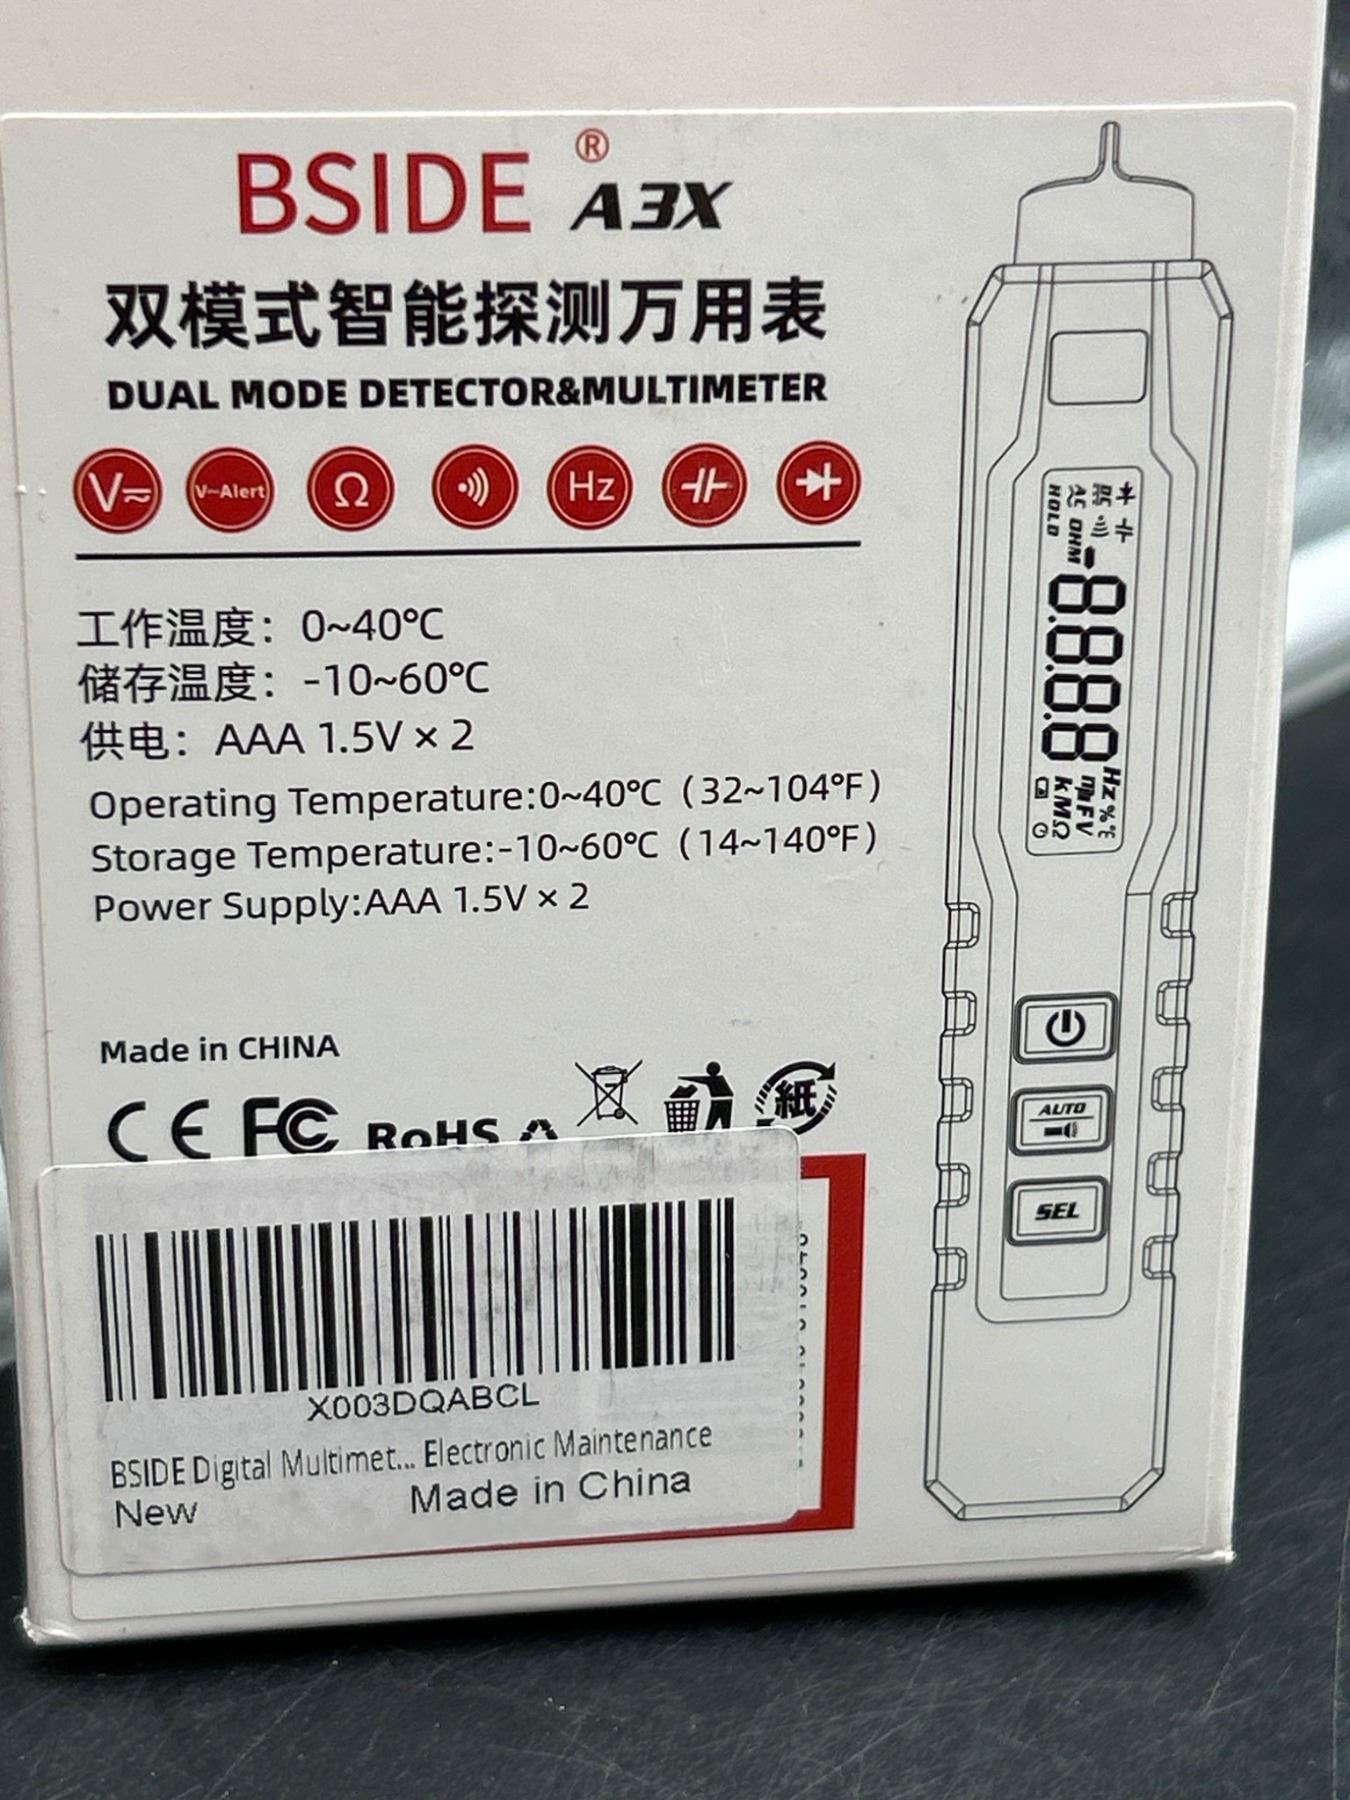 BSIDE® A3X
双模式智能探测万用表
DUAL MODE DETECTOR&MULTIMETER
V V~Alert Ω Hz
工作温度：0~40℃
储存温度：-10~60℃
供电：AAA 1.5V × 2
Operating Temperature:0~40℃（32~104℉）
Storage Temperature:-10~60℃（14~140℉）
Power Supply:AAA 1.5V × 2
Made in CHINA
CE FC RoHS 紙
X003DQABCL
BSIDE Digital Multimet... Electronic Maintenance
New Made in China
DC
AC OHM
HOLD
-8.8.8.8
Hz % ℃
nμF V
kMΩ
AUTO
SEL